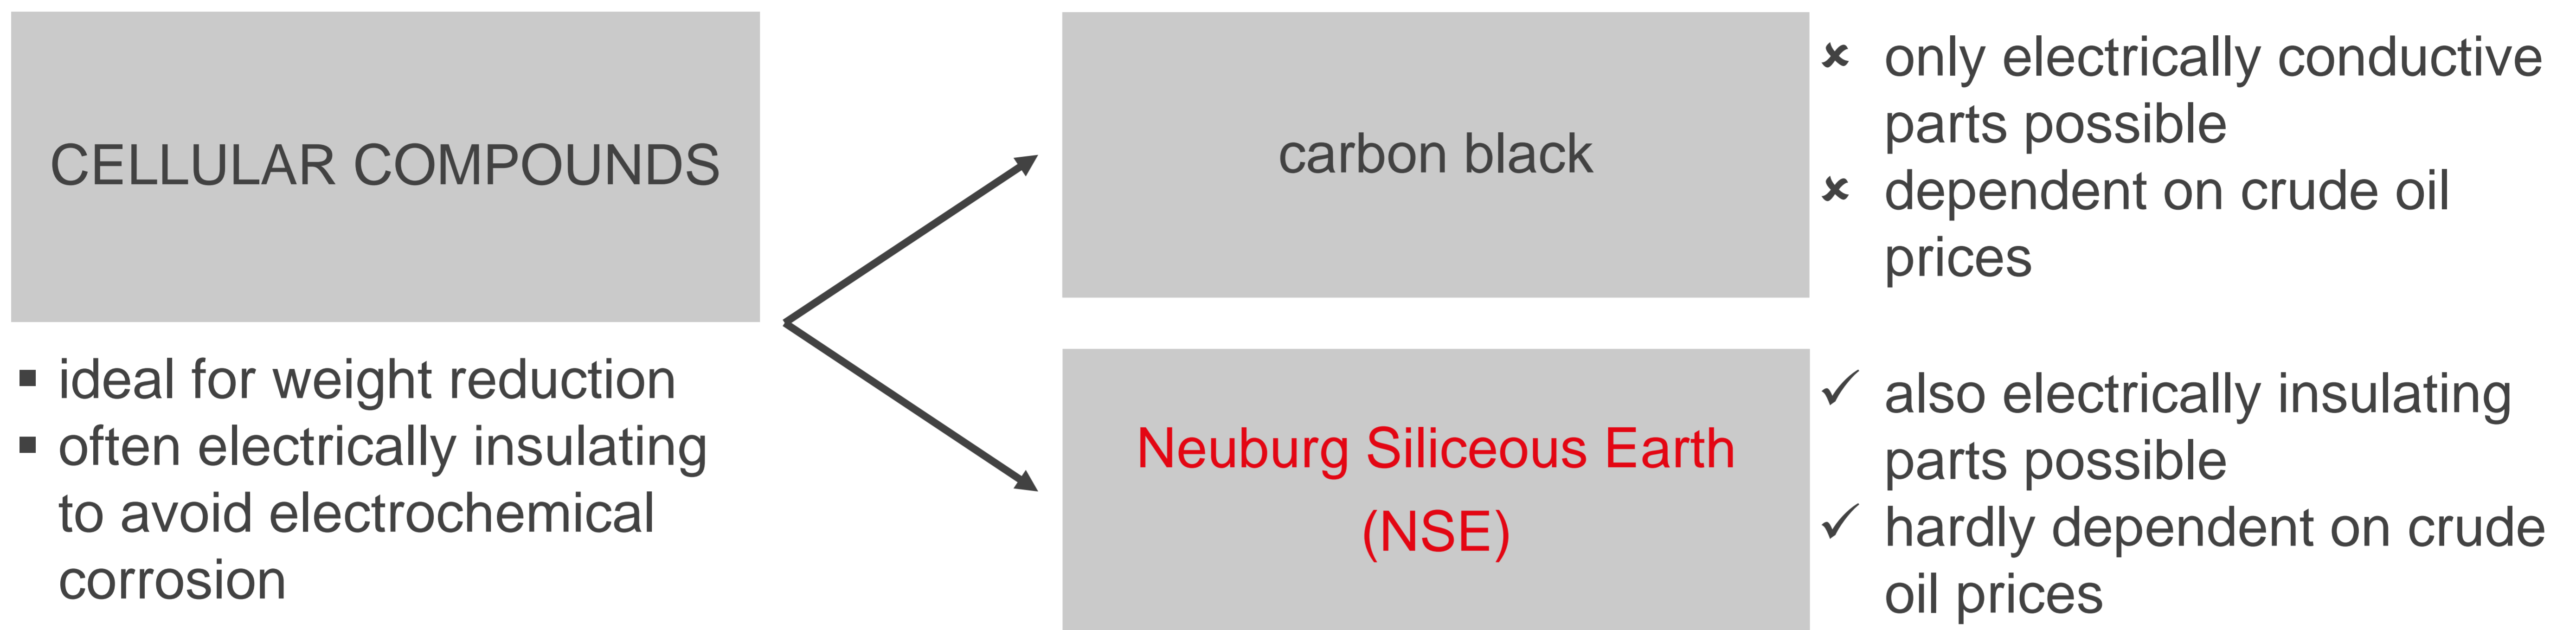 CELLULAR COMPOUNDS
▪ ideal for weight reduction
▪ often electrically insulating
to avoid electrochemical
corrosion
carbon black
✗ only electrically conductive
parts possible
✗ dependent on crude oil
prices
Neuburg Siliceous Earth
(NSE)
✓ also electrically insulating
parts possible
✓ hardly dependent on crude
oil prices